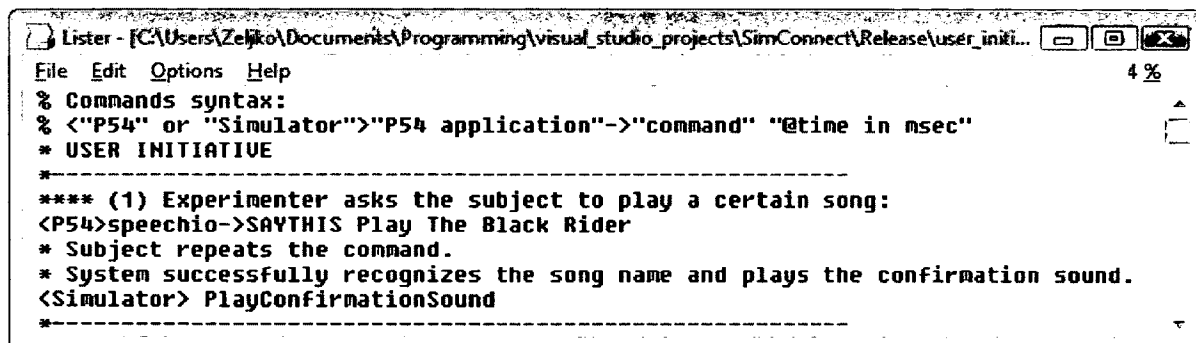 Lister - [C:\Users\Zeljko\Documents\Programming\visual_studio_projects\SimConnect\Release\user_initi...
File Edit Options Help 4 %
% Commands syntax:
% <"P54" or "Simulator">"P54 application"->"command" "@time in msec"
* USER INITIATIVE
*------------------------------------------------------------
**** (1) Experimenter asks the subject to play a certain song:
<P54>speechio->SAYTHIS Play The Black Rider
* Subject repeats the command.
* System successfully recognizes the song name and plays the confirmation sound.
<Simulator> PlayConfirmationSound
*------------------------------------------------------------